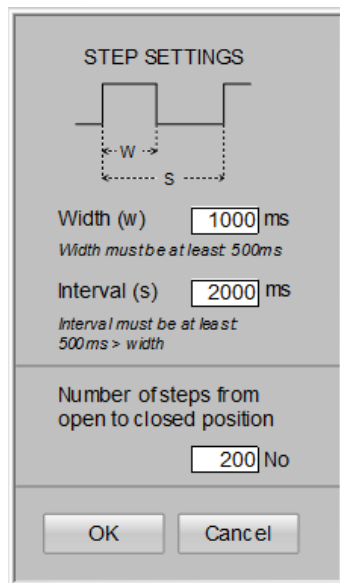 STEP SETTINGS
W
S
Width (w) 1000 ms
Width must be at least 500ms
Interval (s) 2000 ms
Interval must be at least
500ms > width
Number of steps from
open to closed position
200 No
OK Cancel